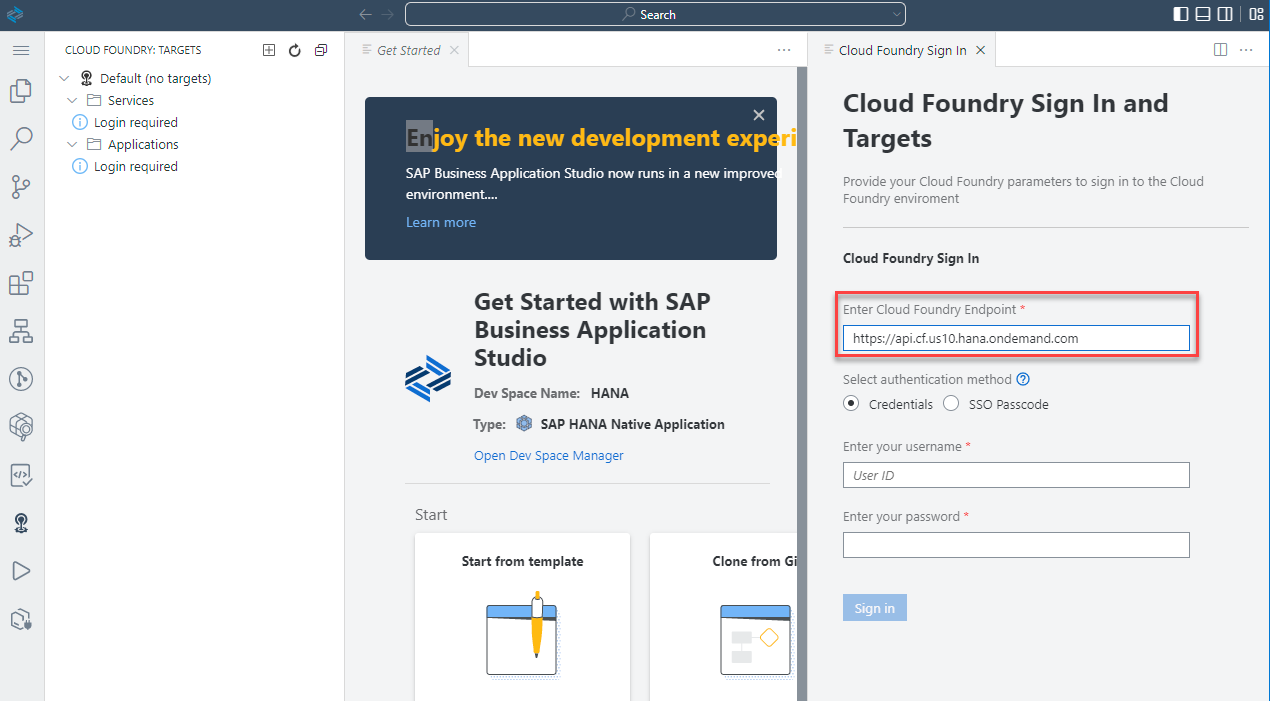 Search
CLOUD FOUNDRY: TARGETS
Default (no targets)
Services
Login required
Applications
Login required
Get Started
Enjoy the new development experi
SAP Business Application Studio now runs in a new improved
environment....
Learn more
Get Started with SAP
Business Application
Studio
Dev Space Name: HANA
Type: SAP HANA Native Application
Open Dev Space Manager
Start
Start from template
Clone from Gi
Cloud Foundry Sign In
Cloud Foundry Sign In and
Targets
Provide your Cloud Foundry parameters to sign in to the Cloud
Foundry enviroment
Cloud Foundry Sign In
Enter Cloud Foundry Endpoint *
https://api.cf.us10.hana.ondemand.com
Select authentication method
Credentials SSO Passcode
Enter your username *
User ID
Enter your password *
Sign in